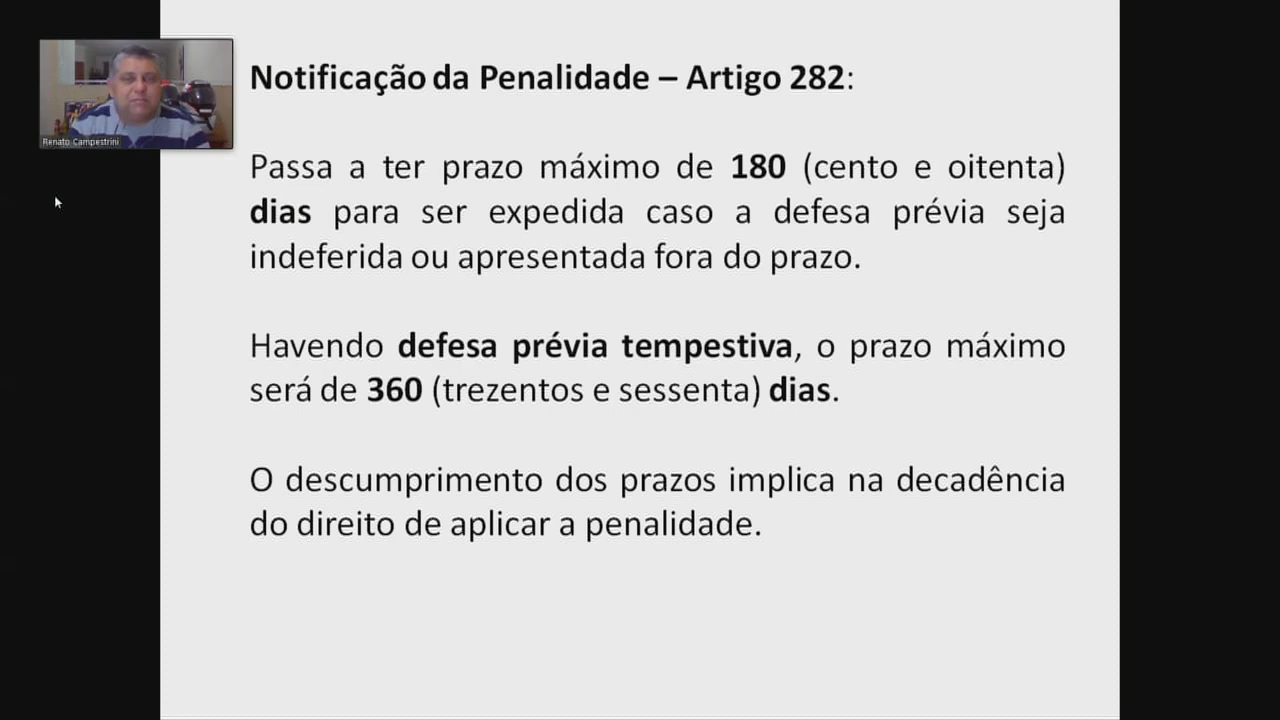 Notificação da Penalidade – Artigo 282:
Renato Campestrini
Passa a ter prazo máximo de 180 (cento e oitenta)
dias para ser expedida caso a defesa prévia seja
indeferida ou apresentada fora do prazo.
Havendo defesa prévia tempestiva, o prazo máximo
será de 360 (trezentos e sessenta) dias.
O descumprimento dos prazos implica na decadência
do direito de aplicar a penalidade.